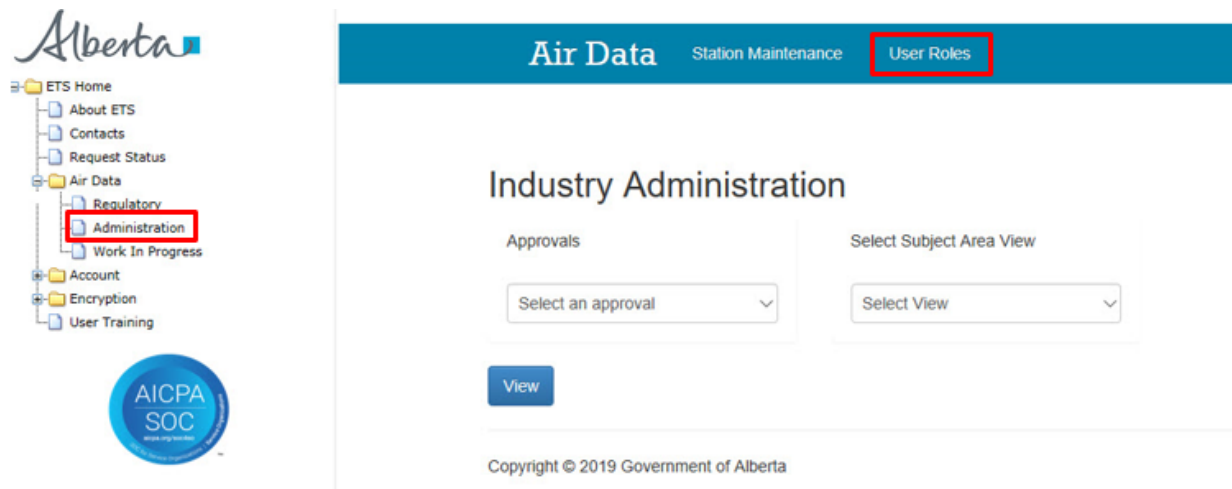 Alberta
ETS Home
About ETS
Contacts
Request Status
Air Data
Regulatory
Administration
Work In Progress
Account
Encryption
User Training
AICPA
SOC
Air Data Station Maintenance User Roles
Industry Administration
Approvals Select Subject Area View
Select an approval Select View
View
Copyright © 2019 Government of Alberta